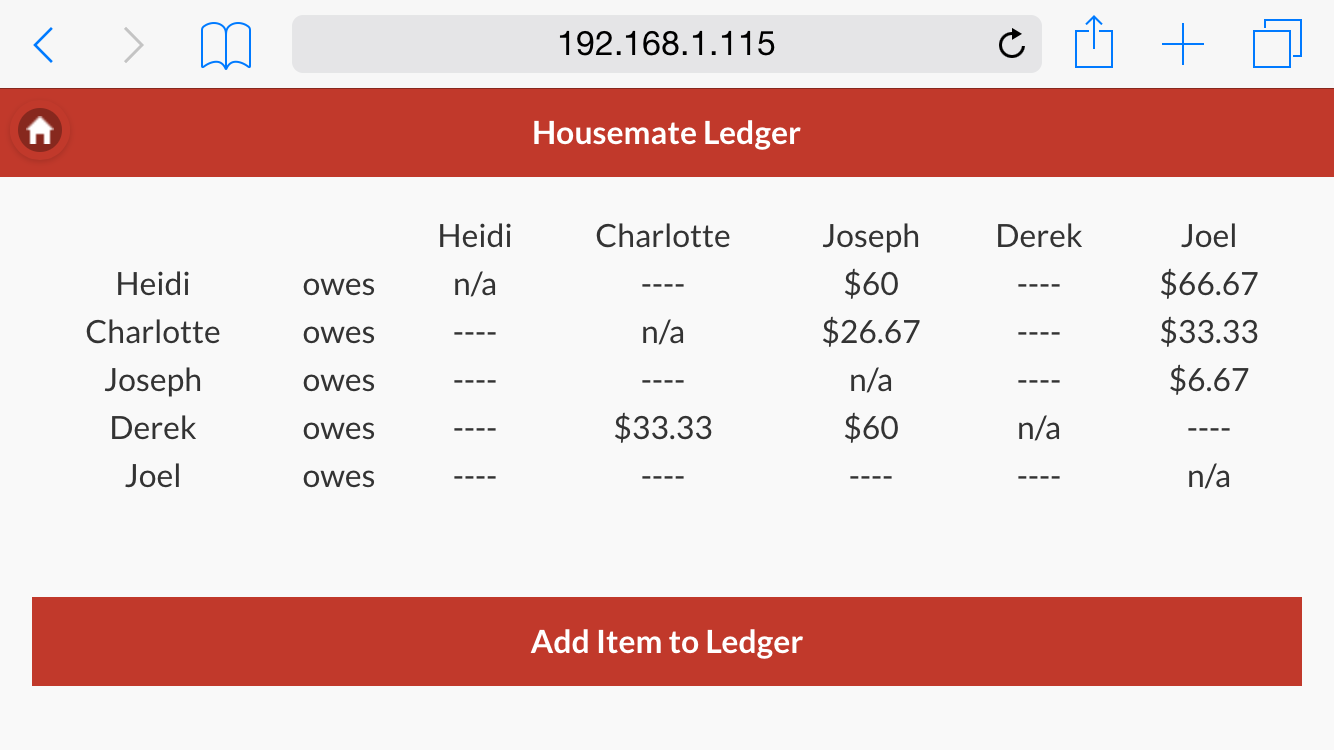 192.168.1.115
Housemate Ledger
Heidi Charlotte Joseph Derek Joel
Heidi owes n/a ---- $60 ---- $66.67
Charlotte owes ---- n/a $26.67 ---- $33.33
Joseph owes ---- ---- n/a ---- $6.67
Derek owes ---- $33.33 $60 n/a ----
Joel owes ---- ---- ---- ---- n/a
Add Item to Ledger